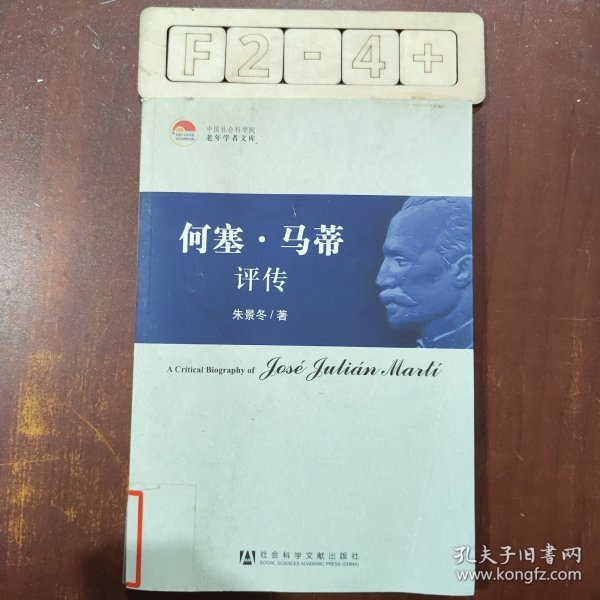 F2-4+
中国社会科学院
老年学者文库
何塞·马蒂
评传
朱景冬/著
A Critical Biography of José Julián Martí
社会科学文献出版社
SOCIAL SCIENCES ACADEMIC PRESS (CHINA)
孔夫子旧书网
www.kongfz.com